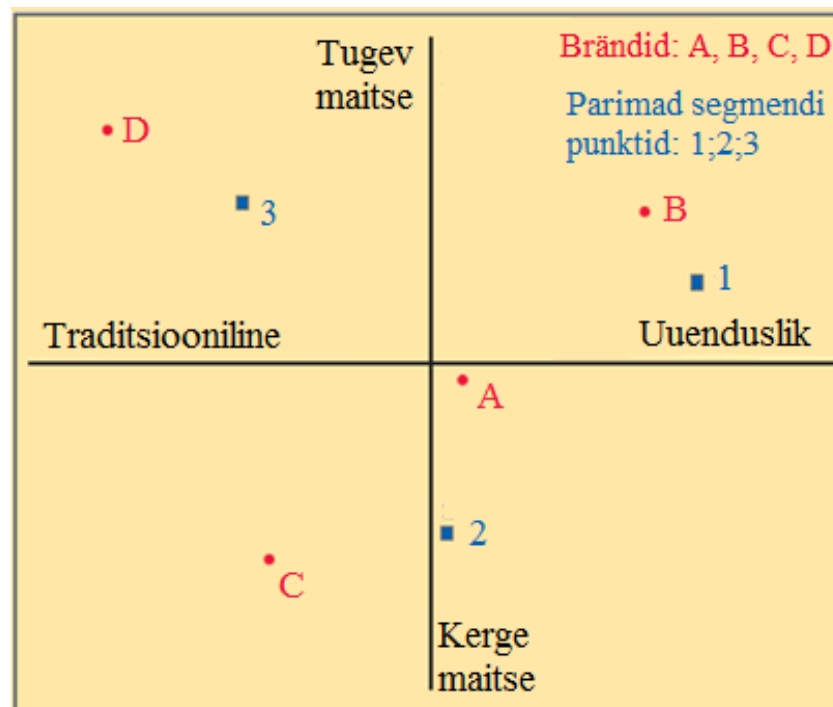 Tugev
maitse
Brändid: A, B, C, D
Parimad segmendi
punktid: 1;2;3
D
3
B
1
Traditsiooniline
Uuenduslik
A
2
C
Kerge
maitse